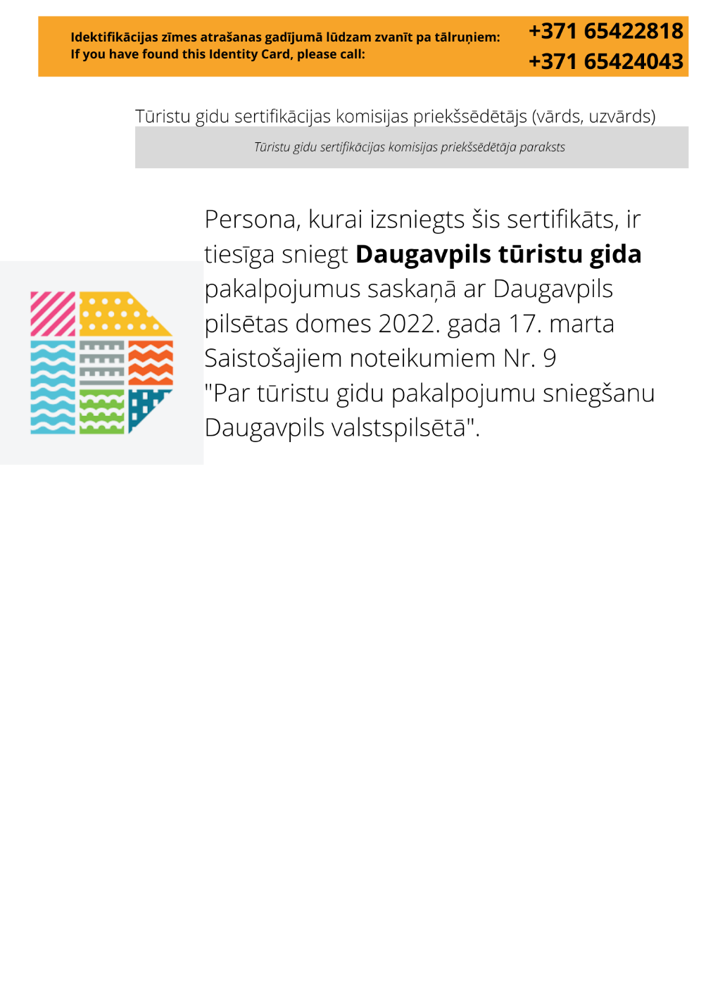 Idektifikācijas zīmes atrašanas gadījumā lūdzam zvanīt pa tālruņiem:
If you have found this Identity Card, please call:
+371 65422818
+371 65424043
Tūristu gidu sertifikācijas komisijas priekšsēdētājs (vārds, uzvārds)
Tūristu gidu sertifikācijas komisijas priekšsēdētāja paraksts
Persona, kurai izsniegts šis sertifikāts, ir
tiesīga sniegt Daugavpils tūristu gida
pakalpojumus saskaņā ar Daugavpils
pilsētas domes 2022. gada 17. marta
Saistošajiem noteikumiem Nr. 9
"Par tūristu gidu pakalpojumu sniegšanu
Daugavpils valstspilsētā".